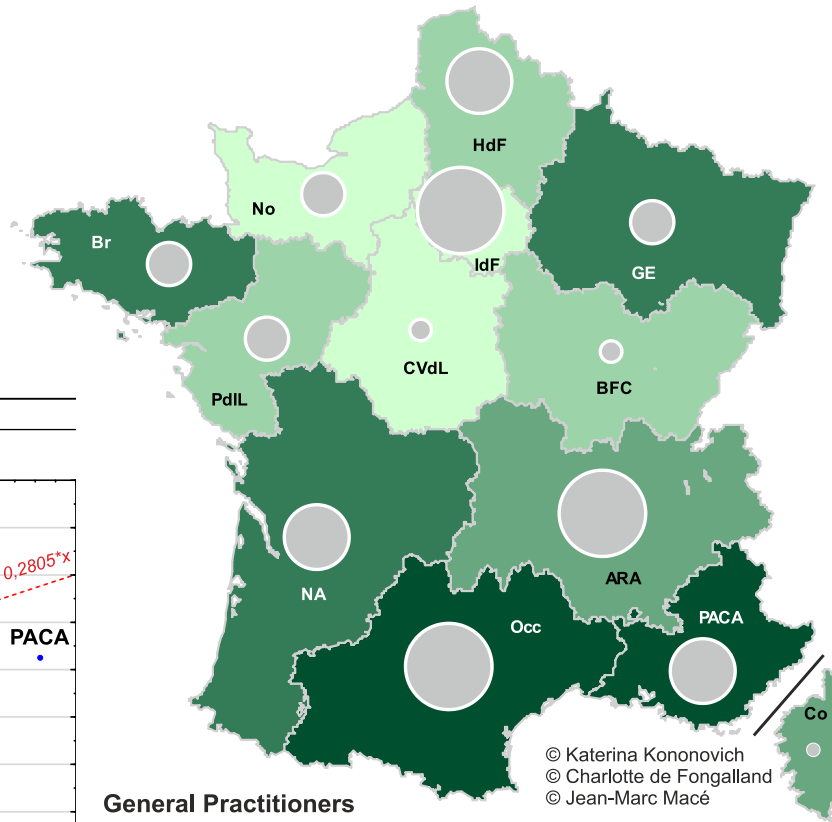 HdF
No
IdF
Br
GE
CVdL
PdlL
BFC
0,2805*x
ARA
NA
PACA
Occ
PACA
Co
© Katerina Kononovich
© Charlotte de Fongalland
© Jean-Marc Macé
General Practitioners